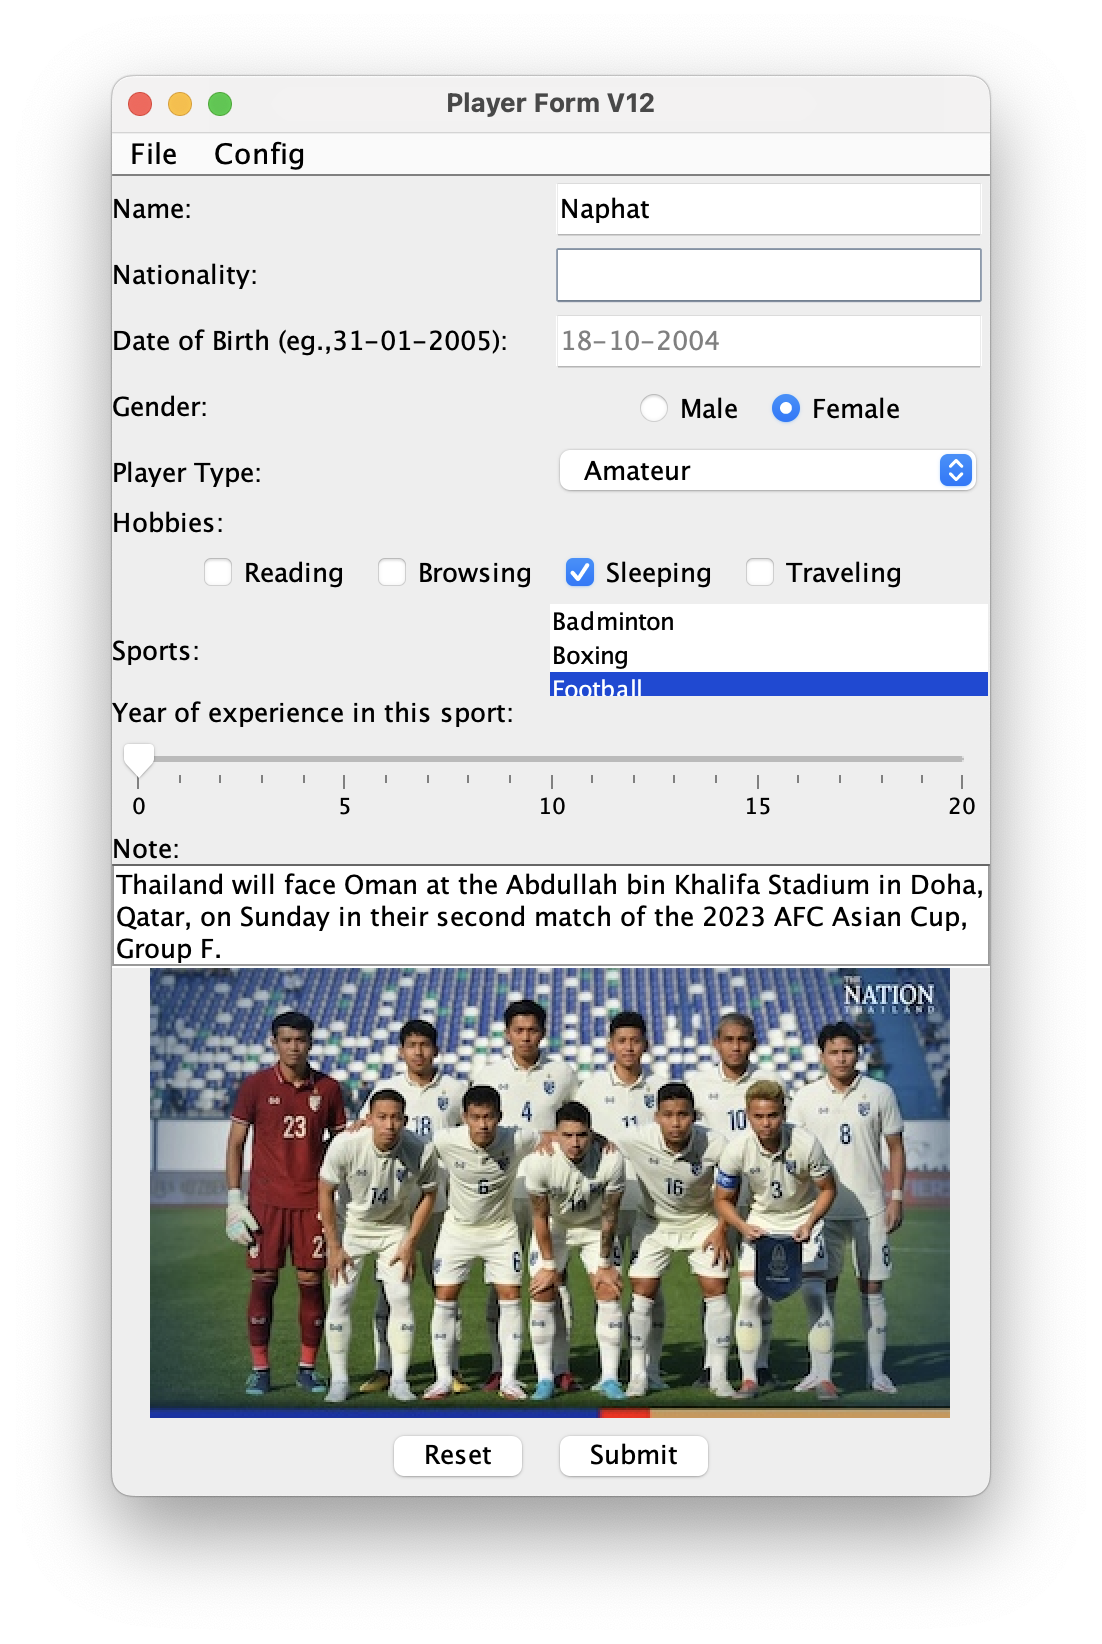 Player Form V12
File Config
Name: Naphat
Nationality:
Date of Birth (eg.,31-01-2005): 18-10-2004
Gender: Male Female
Player Type: Amateur
Hobbies:
Reading Browsing Sleeping Traveling
Badminton
Sports: Boxing
Football
Year of experience in this sport:
0 5 10 15 20
Note:
Thailand will face Oman at the Abdullah bin Khalifa Stadium in Doha,
Qatar, on Sunday in their second match of the 2023 AFC Asian Cup,
Group F.
THE
NATION
THAILAND
23 18 4 11 10 8
14 6 16 3
6 8
Reset Submit